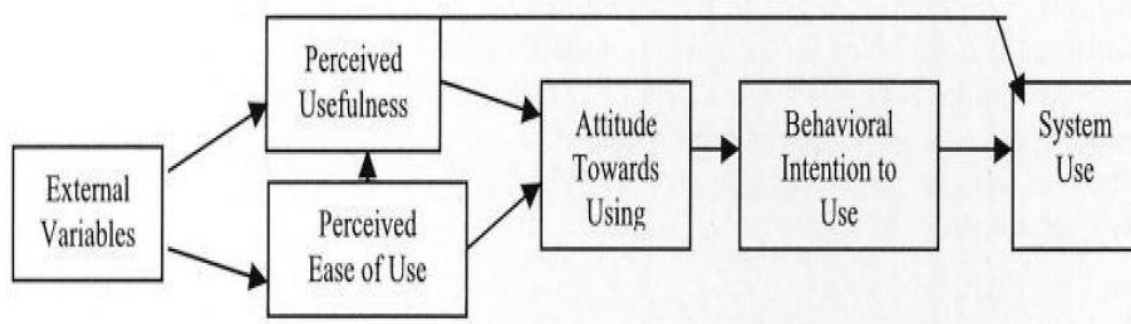 Perceived
Usefulness
External
Variables
Perceived
Ease of Use
Attitude
Towards
Using
Behavioral
Intention to
Use
System
Use